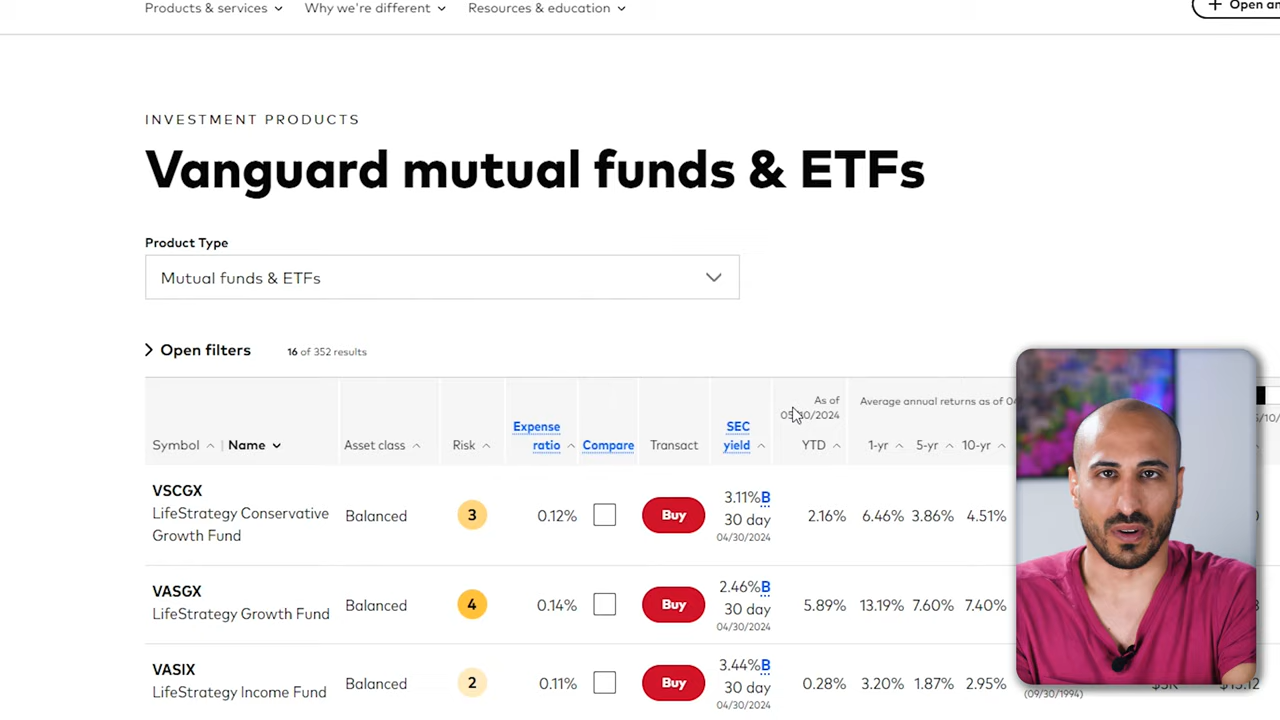 Products & services Why we're different Resources & education
+ Open an
INVESTMENT PRODUCTS
Vanguard mutual funds & ETFs
Product Type
Mutual funds & ETFs
Open filters 16 of 352 results
As of
Average annual returns as of 04
Expense SEC
Symbol | Name Asset class Risk ratio Compare Transact yield YTD 1-yr 5-yr 10-yr
VSCGX
LifeStrategy Conservative
Growth Fund
Balanced 3 0.12% Buy 3.11%B
30 day
04/30/2024
2.16% 6.46% 3.86% 4.51%
VASGX
LifeStrategy Growth Fund
Balanced 4 0.14% Buy 2.46%B
30 day
04/30/2024
5.89% 13.19% 7.60% 7.40%
VASIX
LifeStrategy Income Fund
Balanced 2 0.11% Buy 3.44%B
30 day
04/30/2024
0.28% 3.20% 1.87% 2.95%
(09/30/1994)